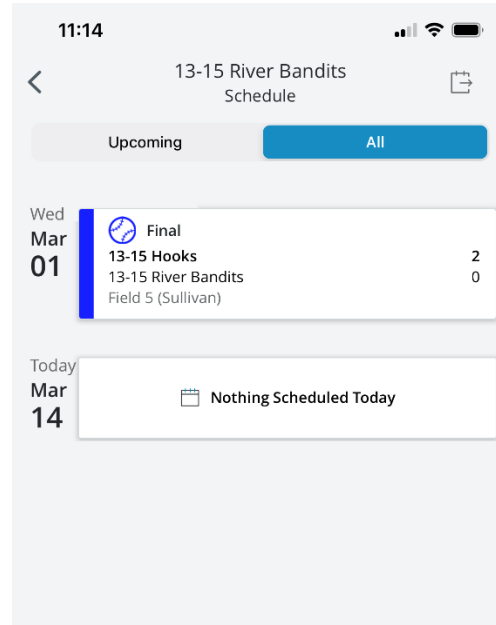 11:14
13-15 River Bandits
Schedule
Upcoming All
Wed
Mar
01
Final
13-15 Hooks 2
13-15 River Bandits 0
Field 5 (Sullivan)
Today
Mar
14
Nothing Scheduled Today